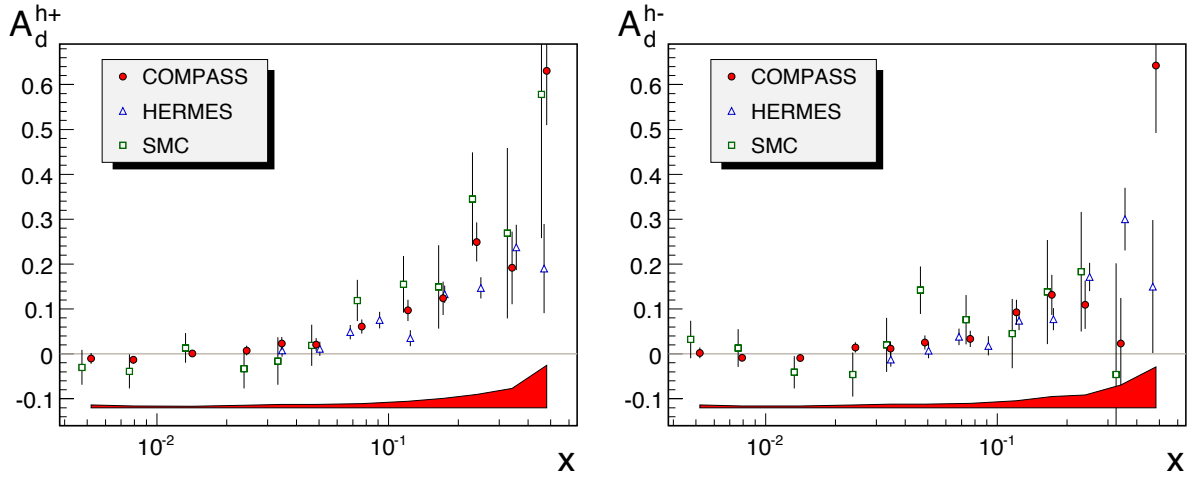 A_d^{h+}
COMPASS
HERMES
SMC
0.6
0.5
0.4
0.3
0.2
0.1
0
-0.1
10^{-2}
10^{-1}
x
A_d^{h-}
COMPASS
HERMES
SMC
0.6
0.5
0.4
0.3
0.2
0.1
0
-0.1
10^{-2}
10^{-1}
x